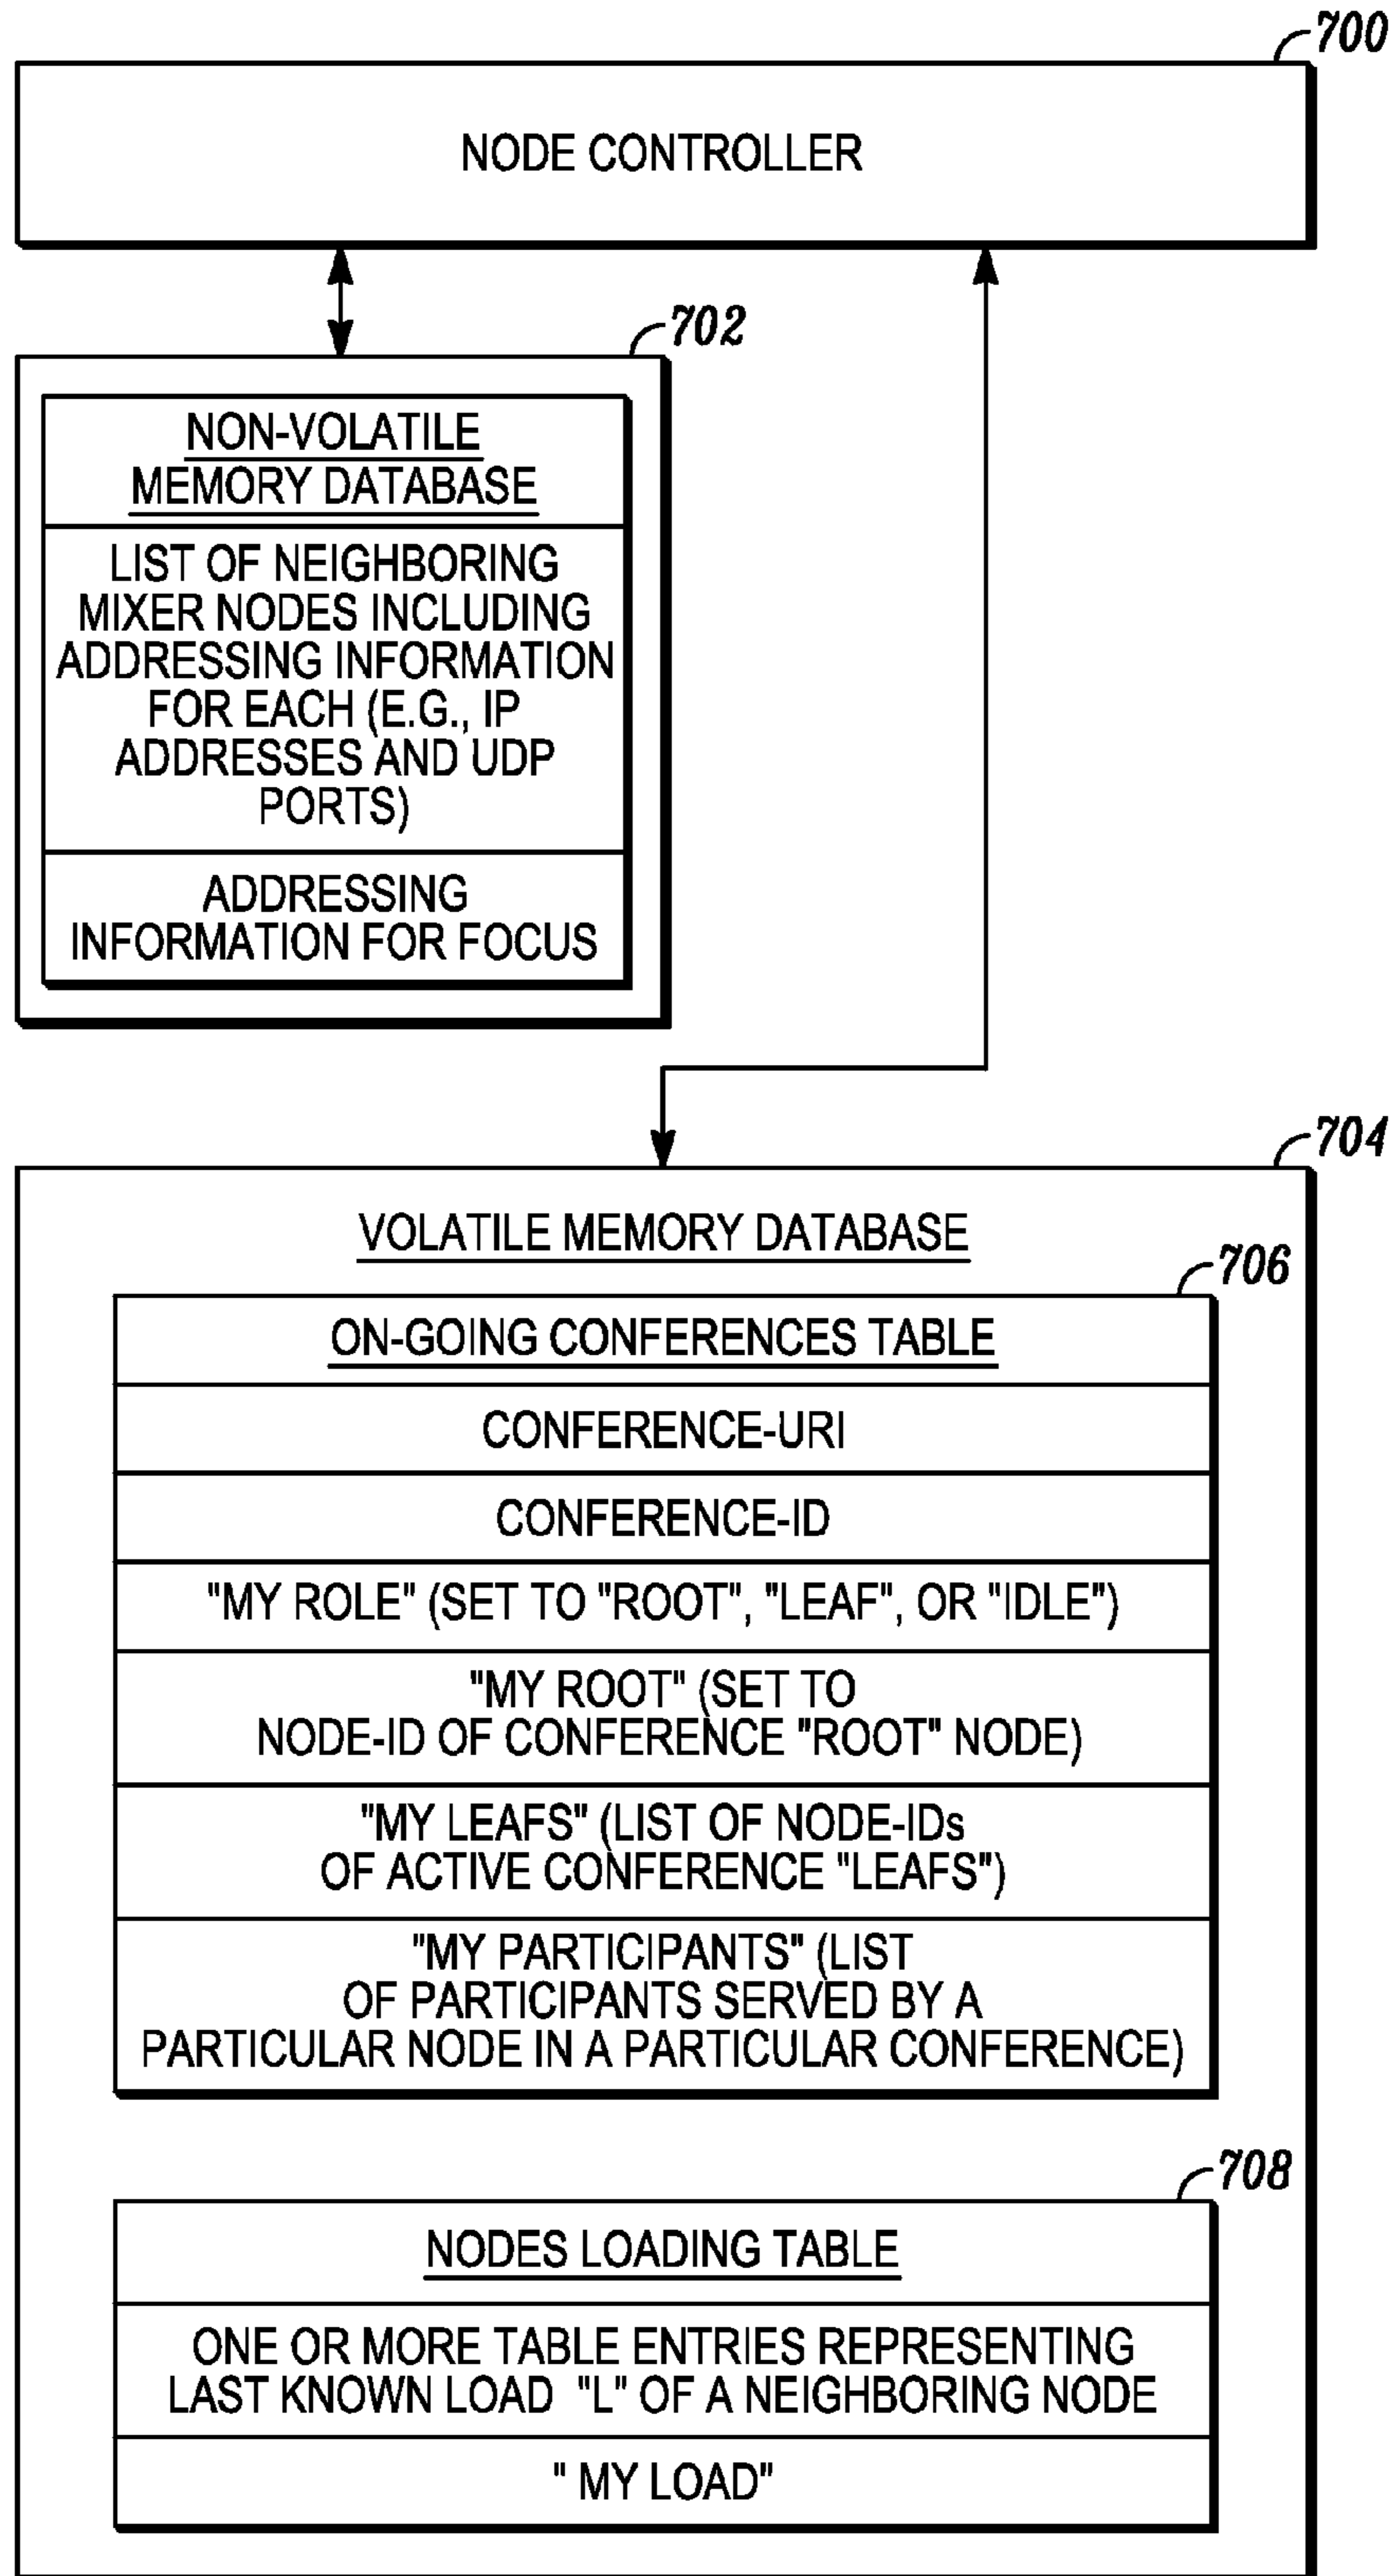 700
NODE CONTROLLER
702
NON-VOLATILE
MEMORY DATABASE
LIST OF NEIGHBORING
MIXER NODES INCLUDING
ADDRESSING INFORMATION
FOR EACH (E.G., IP
ADDRESSES AND UDP
PORTS)
ADDRESSING
INFORMATION FOR FOCUS
704
VOLATILE MEMORY DATABASE
706
ON-GOING CONFERENCES TABLE
CONFERENCE-URI
CONFERENCE-ID
"MY ROLE" (SET TO "ROOT", "LEAF", OR "IDLE")
"MY ROOT" (SET TO
NODE-ID OF CONFERENCE "ROOT" NODE)
"MY LEAFS" (LIST OF NODE-IDs
OF ACTIVE CONFERENCE "LEAFS")
"MY PARTICIPANTS" (LIST
OF PARTICIPANTS SERVED BY A
PARTICULAR NODE IN A PARTICULAR CONFERENCE)
708
NODES LOADING TABLE
ONE OR MORE TABLE ENTRIES REPRESENTING
LAST KNOWN LOAD "L" OF A NEIGHBORING NODE
" MY LOAD"